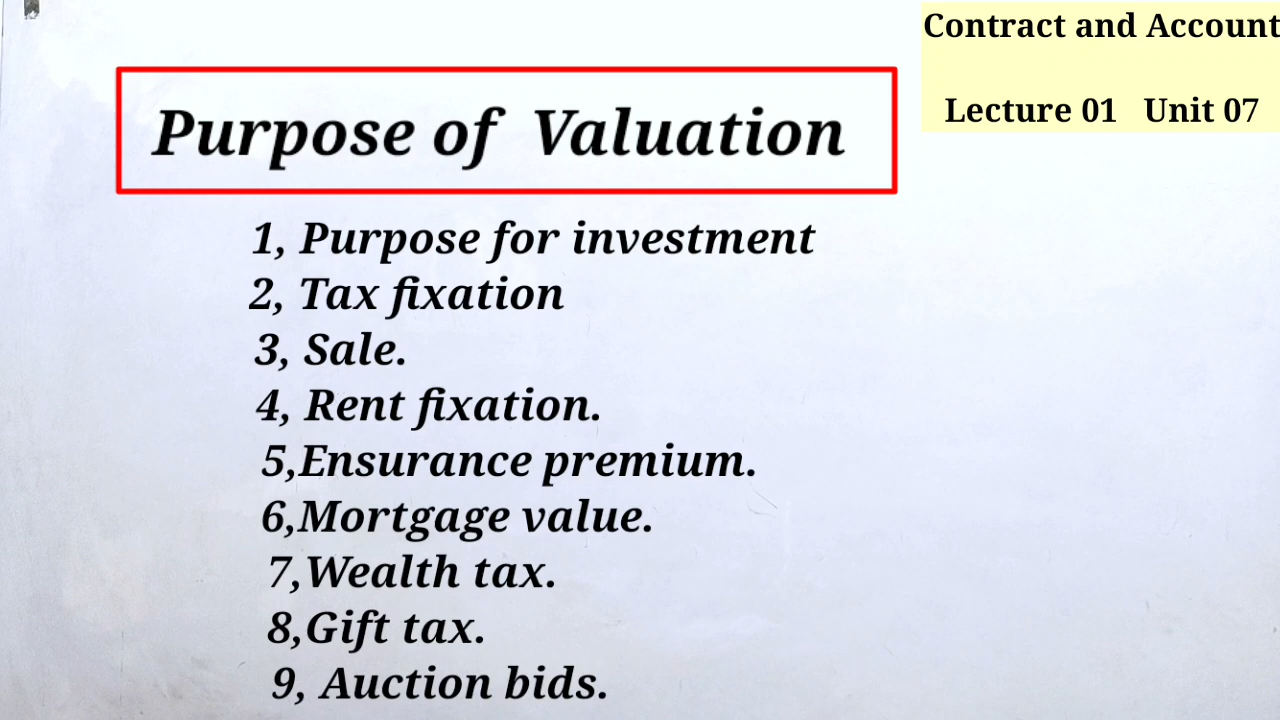 Contract and Account
Lecture 01 Unit 07
Purpose of Valuation
1, Purpose for investment
2, Tax fixation
3, Sale.
4, Rent fixation.
5,Ensurance premium.
6,Mortgage value.
7,Wealth tax.
8,Gift tax.
9, Auction bids.